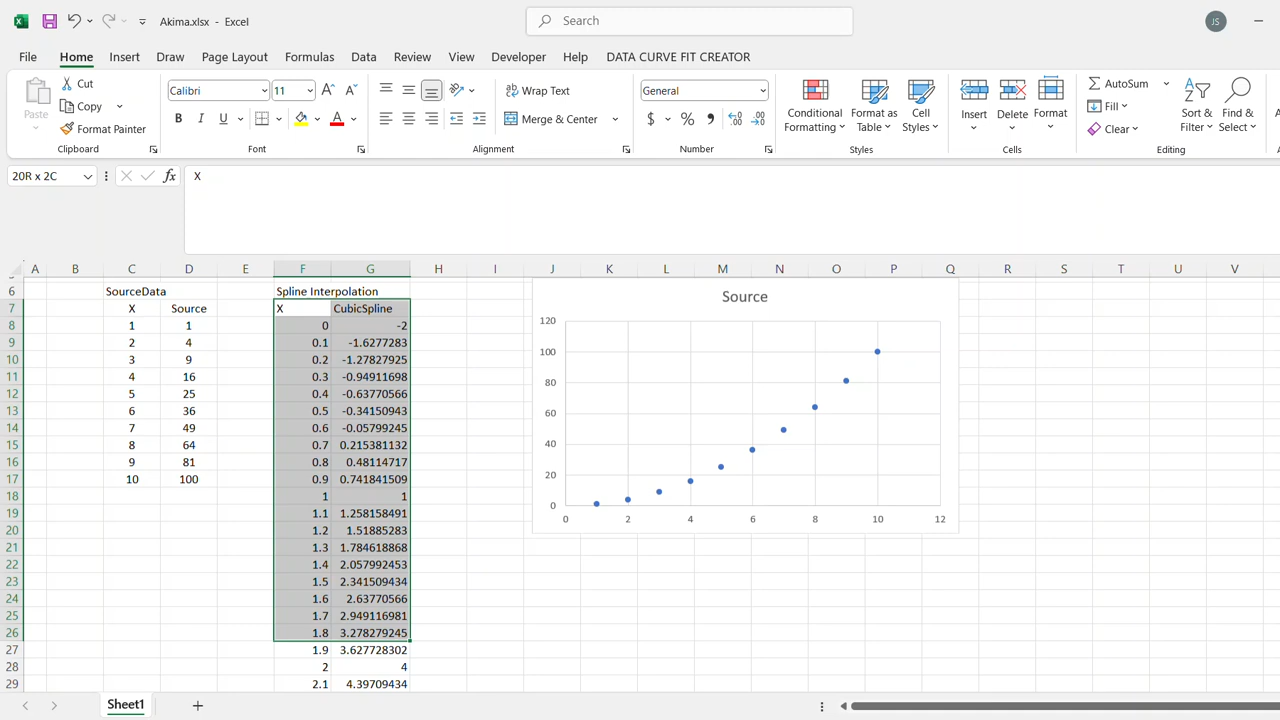 Akima.xlsx - Excel
Search
JS
File Home Insert Draw Page Layout Formulas Data Review View Developer Help DATA CURVE FIT CREATOR
Paste
Cut
Copy
Format Painter
Clipboard
Calibri 11
B I U
Font
Wrap Text
Merge & Center
Alignment
General
$ % ,
Number
Conditional Formatting
Format as Table
Cell Styles
Styles
Insert Delete Format
Cells
AutoSum
Fill
Clear
Sort & Filter
Find & Select
Editing
20R x 2C fx X
A B C D E F G H I J K L M N O P Q R S T U V
6 SourceData Spline Interpolation
7 X Source X CubicSpline
8 1 1 0 -2
9 2 4 0.1 -1.6277283
10 3 9 0.2 -1.27827925
11 4 16 0.3 -0.94911698
12 5 25 0.4 -0.63770566
13 6 36 0.5 -0.34150943
14 7 49 0.6 -0.05799245
15 8 64 0.7 0.215381132
16 9 81 0.8 0.48114717
17 10 100 0.9 0.741841509
18 1 1
19 1.1 1.258158491
20 1.2 1.51885283
21 1.3 1.784618868
22 1.4 2.057992453
23 1.5 2.341509434
24 1.6 2.63770566
25 1.7 2.949116981
26 1.8 3.278279245
27 1.9 3.627728302
28 2 4
29 2.1 4.39709434
Source
120
100
80
60
40
20
0
0 2 4 6 8 10 12
Sheet1